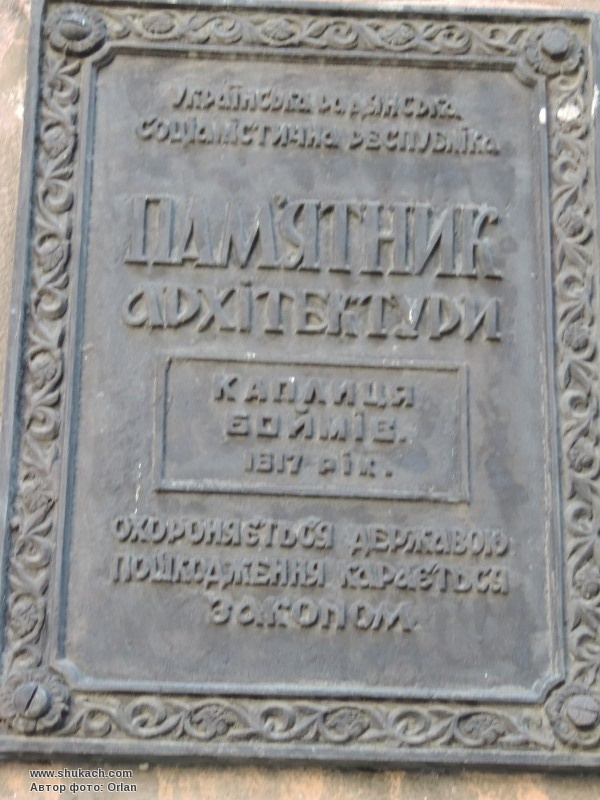 Українська Радянська
Соціалістична Республіка
ПАМ'ЯТНИК
АРХІТЕКТУРИ
КАПЛИЦЯ
БОЇМІВ.
1617 рік.
ОХОРОНЯЄТЬСЯ ДЕРЖАВОЮ
ПОШКОДЖЕННЯ КАРАЄТЬСЯ
ЗАКОНОМ.
www.shukach.com
Автор фото: Orlan